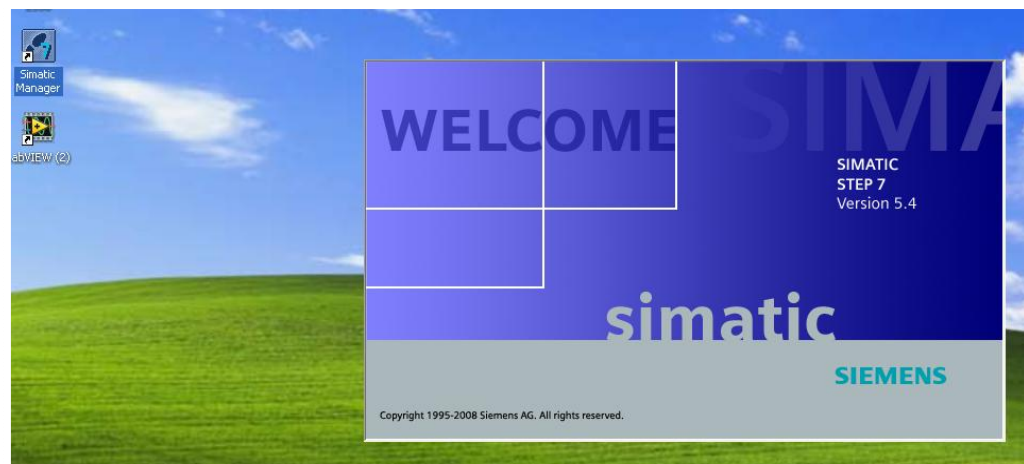 Simatic
Manager
abVIEW (2)
WELCOME
SIMA
SIMATIC
STEP 7
Version 5.4
simatic
SIEMENS
Copyright 1995-2008 Siemens AG. All rights reserved.